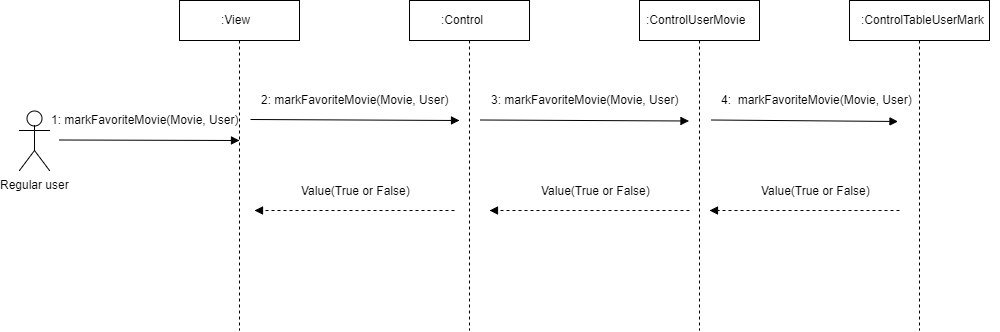 :View
:Control
:ControlUserMovie
:ControlTableUserMark
1: markFavoriteMovie(Movie, User)
2: markFavoriteMovie(Movie, User)
3: markFavoriteMovie(Movie, User)
4: markFavoriteMovie(Movie, User)
Regular user
Value(True or False)
Value(True or False)
Value(True or False)